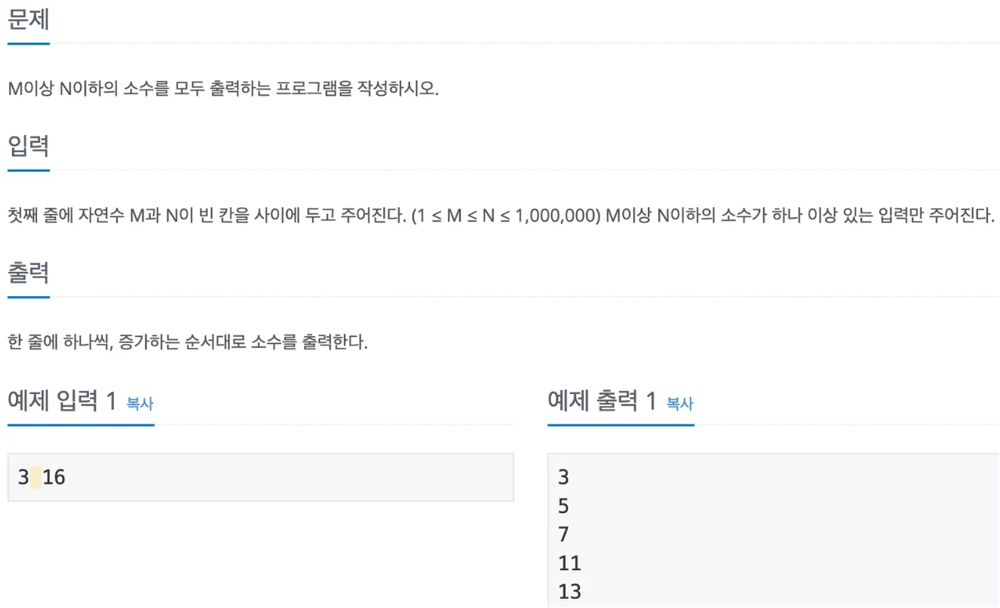 문제
M이상 N이하의 소수를 모두 출력하는 프로그램을 작성하시오.
입력
첫째 줄에 자연수 M과 N이 빈 칸을 사이에 두고 주어진다. (1 ≤ M ≤ N ≤ 1,000,000) M이상 N이하의 소수가 하나 이상 있는 입력만 주어진다.
출력
한 줄에 하나씩, 증가하는 순서대로 소수를 출력한다.
예제 입력 1 복사
3 16
예제 출력 1 복사
3
5
7
11
13